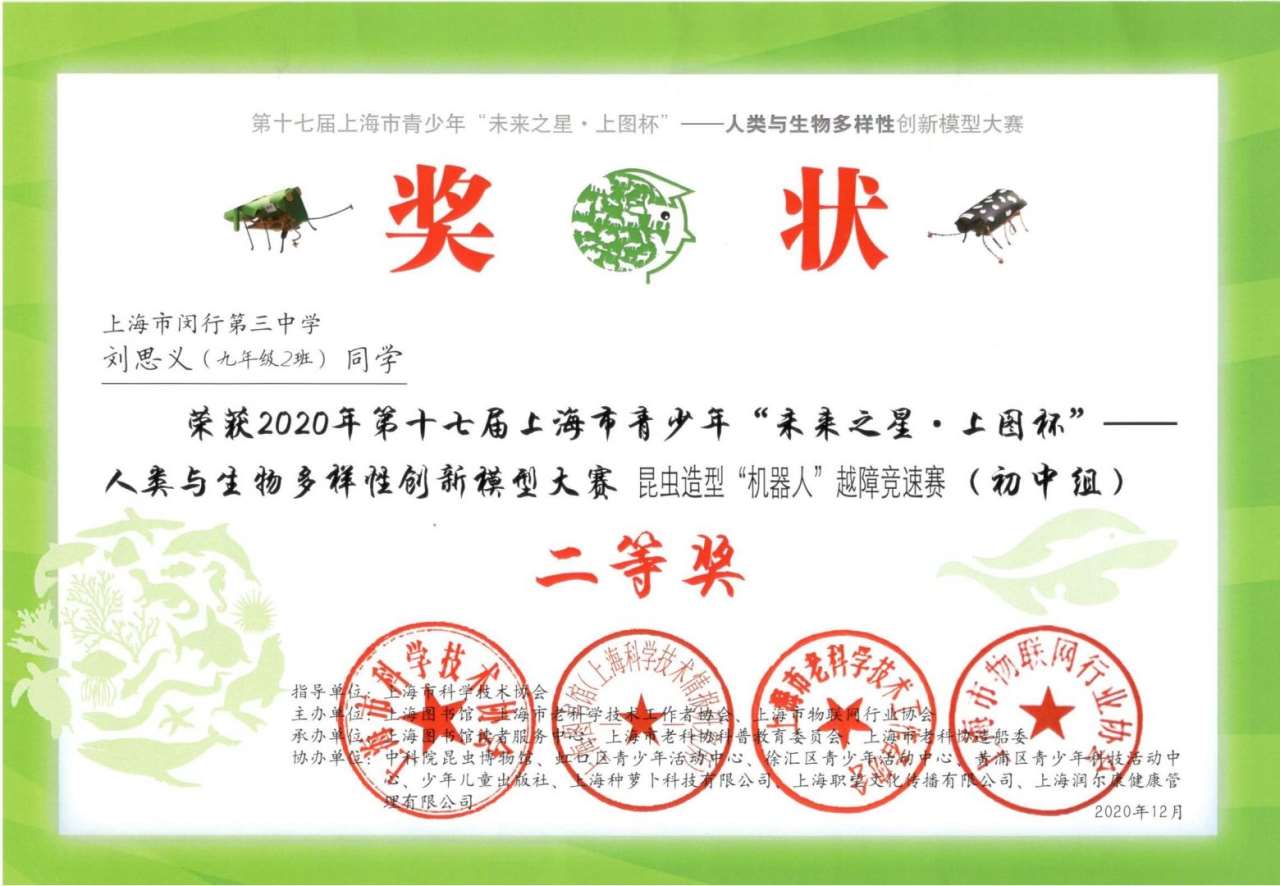 第十七届上海市青少年“未来之星·上图杯”——人类与生物多样性创新模型大赛
奖 状
上海市闵行第三中学
刘思义（九年级2班） 同学
荣获2020年第十七届上海市青少年“未来之星·上图杯”——
人类与生物多样性创新模型大赛 昆虫造型“机器人”越障竞速赛（初中组）
二等奖
指导单位：上海市科学技术协会
主办单位：上海图书馆、上海市老科学技术工作者协会、上海市物联网行业协会
承办单位：上海图书馆读者服务中心、上海市老科协科普教育委员会、上海市老科协造船委
协办单位：中科院昆虫博物馆、虹口区青少年活动中心、徐汇区青少年活动中心、黄浦区青少年科技活动中
心、少年儿童出版社、上海种萝卜科技有限公司、上海职望文化传播有限公司、上海润尔康健康管
理有限公司
2020年12月
上海市科学技术协会
上海图书馆(上海科学技术情报研究所)
上海市老科学技术工作者协会
上海市物联网行业协会